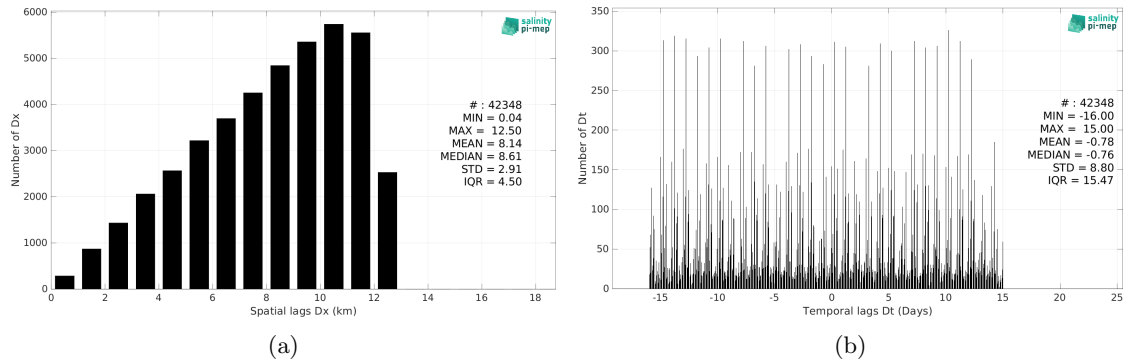 6000
5000
4000
3000
2000
1000
0
Number of Dx
0 2 4 6 8 10 12 14 16 18
Spatial lags Dx (km)
salinity
pi-mep
# : 42348
MIN = 0.04
MAX = 12.50
MEAN = 8.14
MEDIAN = 8.61
STD = 2.91
IQR = 4.50
(a)
350
300
250
200
150
100
50
0
Number of Dt
-15 -10 -5 0 5 10 15 20 25
Temporal lags Dt (Days)
salinity
pi-mep
# : 42348
MIN = -16.00
MAX = 15.00
MEAN = -0.78
MEDIAN = -0.76
STD = 8.80
IQR = 15.47
(b)